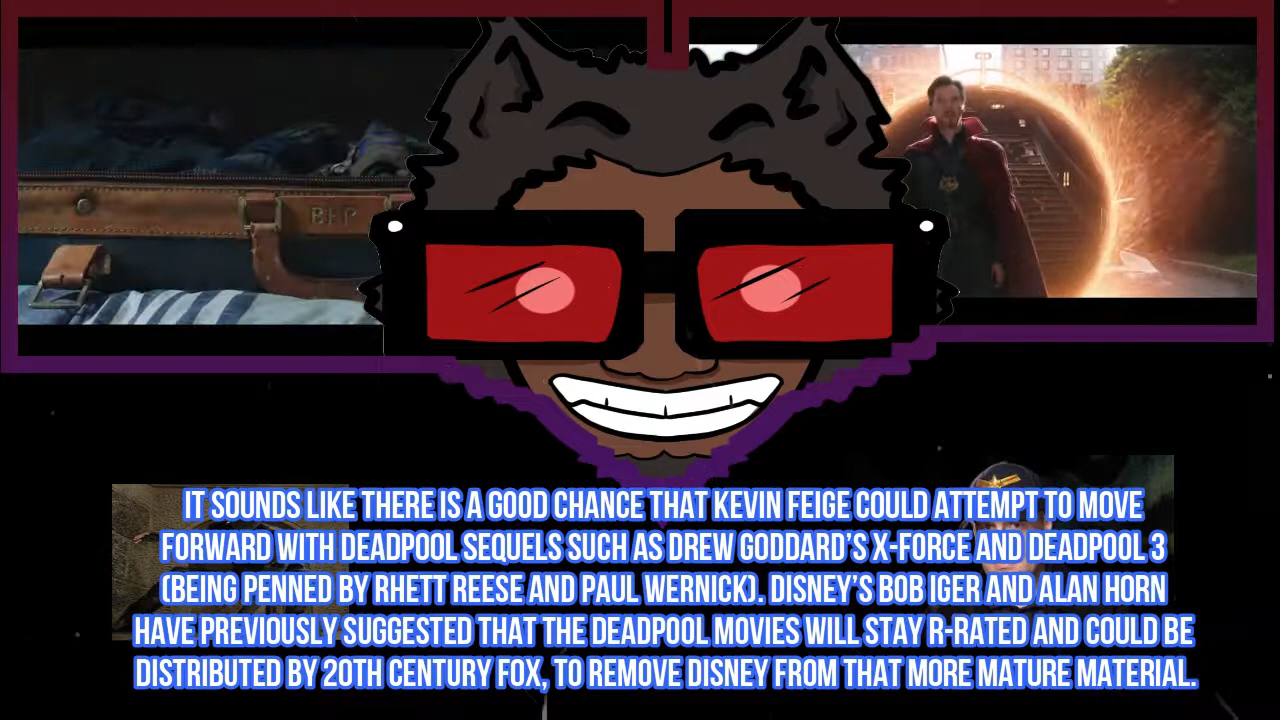 BFP
IT SOUNDS LIKE THERE IS A GOOD CHANCE THAT KEVIN FEIGE COULD ATTEMPT TO MOVE
FORWARD WITH DEADPOOL SEQUELS SUCH AS DREW GODDARD’S X-FORCE AND DEADPOOL 3
(BEING PENNED BY RHETT REESE AND PAUL WERNICK). DISNEY’S BOB IGER AND ALAN HORN
HAVE PREVIOUSLY SUGGESTED THAT THE DEADPOOL MOVIES WILL STAY R-RATED AND COULD BE
DISTRIBUTED BY 20TH CENTURY FOX, TO REMOVE DISNEY FROM THAT MORE MATURE MATERIAL.